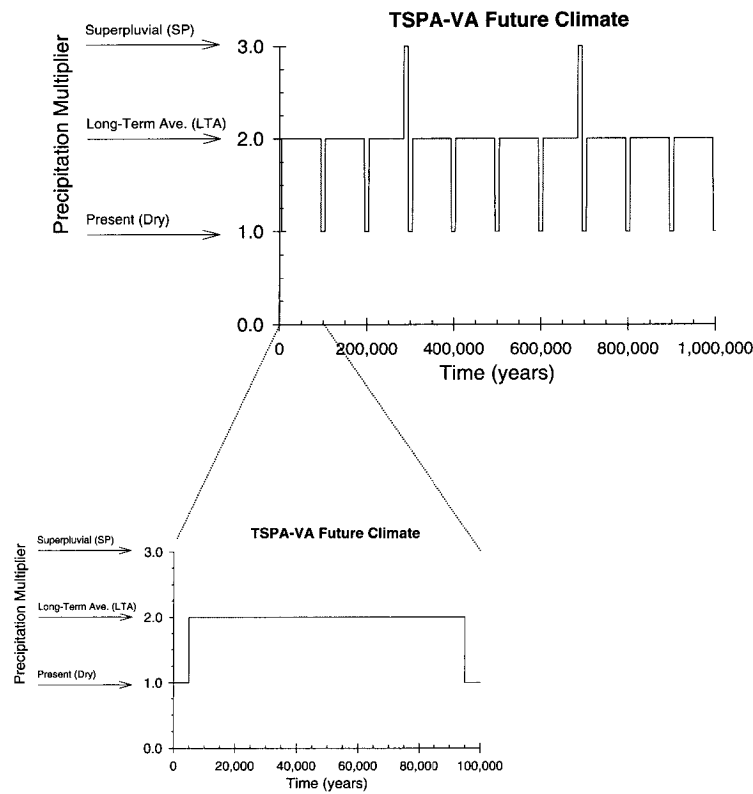 TSPA-VA Future Climate
Superpluvial (SP)
3.0
Precipitation Multiplier
Long-Term Ave. (LTA)
2.0
Present (Dry)
1.0
0.0
0 200,000 400,000 600,000 800,000 1,000,000
Time (years)
TSPA-VA Future Climate
Superpluvial (SP)
3.0
Precipitation Multiplier
Long-Term Ave. (LTA)
2.0
Present (Dry)
1.0
0.0
0 20,000 40,000 60,000 80,000 100,000
Time (years)